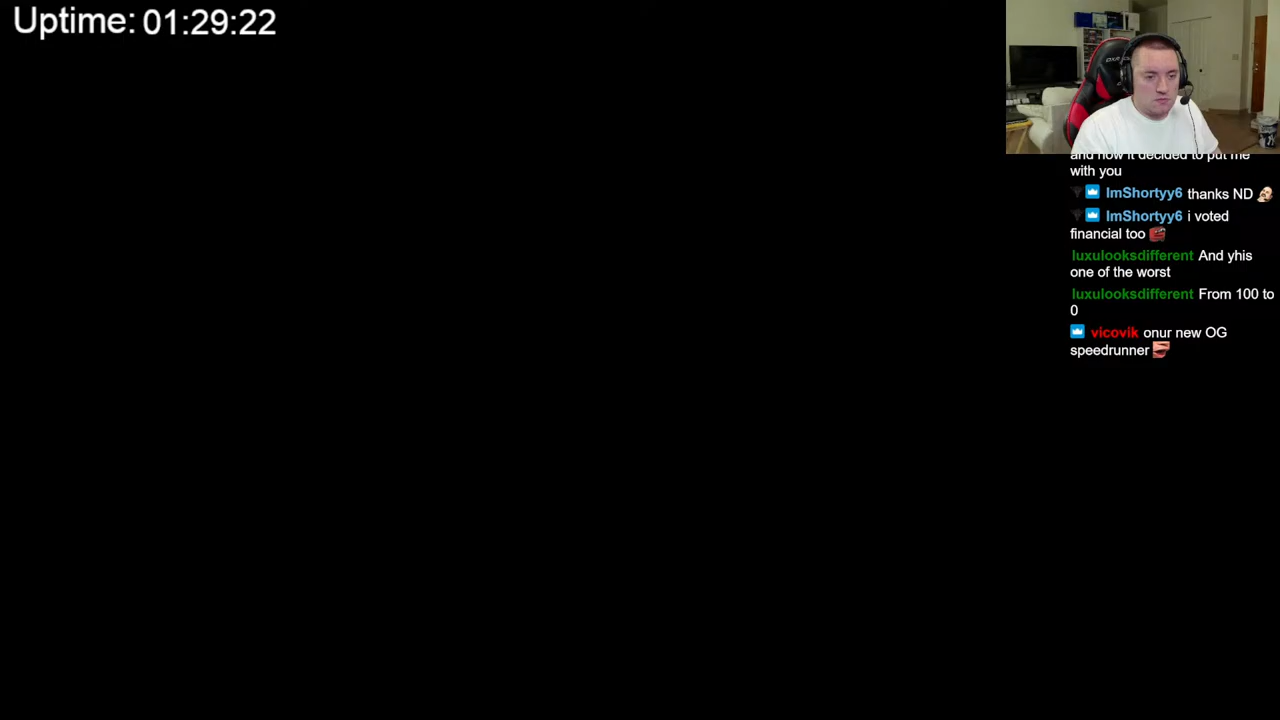 Uptime: 01:29:22
and now it decided to put me
with you
ImShortyy6 thanks ND
ImShortyy6 i voted
financial too
luxulooksdifferent And yhis
one of the worst
luxulooksdifferent From 100 to
0
vicovik onur new OG
speedrunner